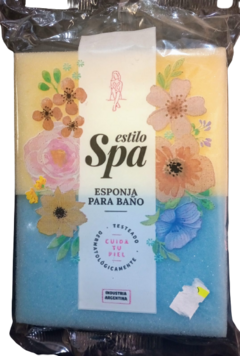 estilo
Spa
ESPONJA
PARA BAÑO
TESTEADO
DERMATOLÓGICAMENTE
CUIDA
TU
PIEL
INDUSTRIA
ARGENTINA